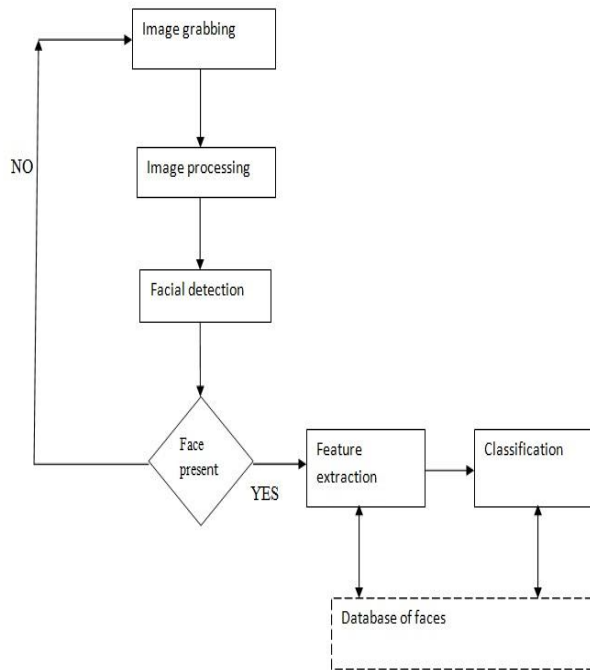 Image grabbing
NO
Image processing
Facial detection
Face
present
YES
Feature
extraction
Classification
Database of faces